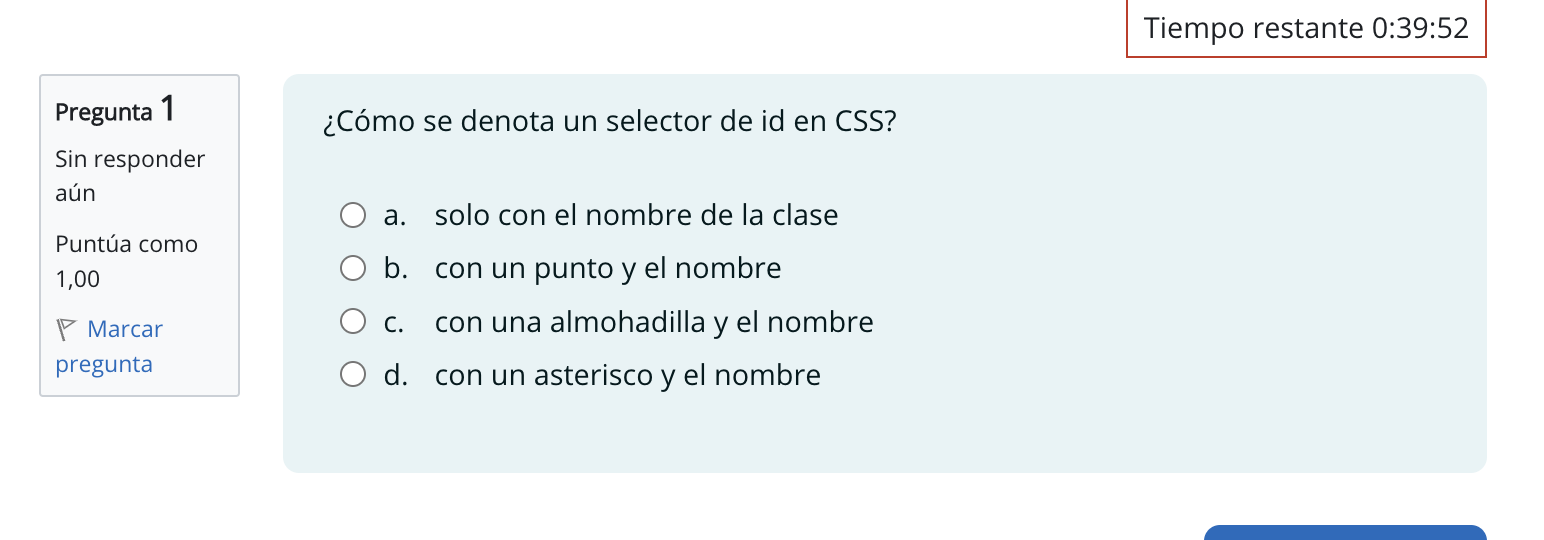 Tiempo restante 0:39:52
Pregunta 1
Sin responder
aún
Puntúa como
1,00
Marcar
pregunta
¿Cómo se denota un selector de id en CSS?
a. solo con el nombre de la clase
b. con un punto y el nombre
c. con una almohadilla y el nombre
d. con un asterisco y el nombre